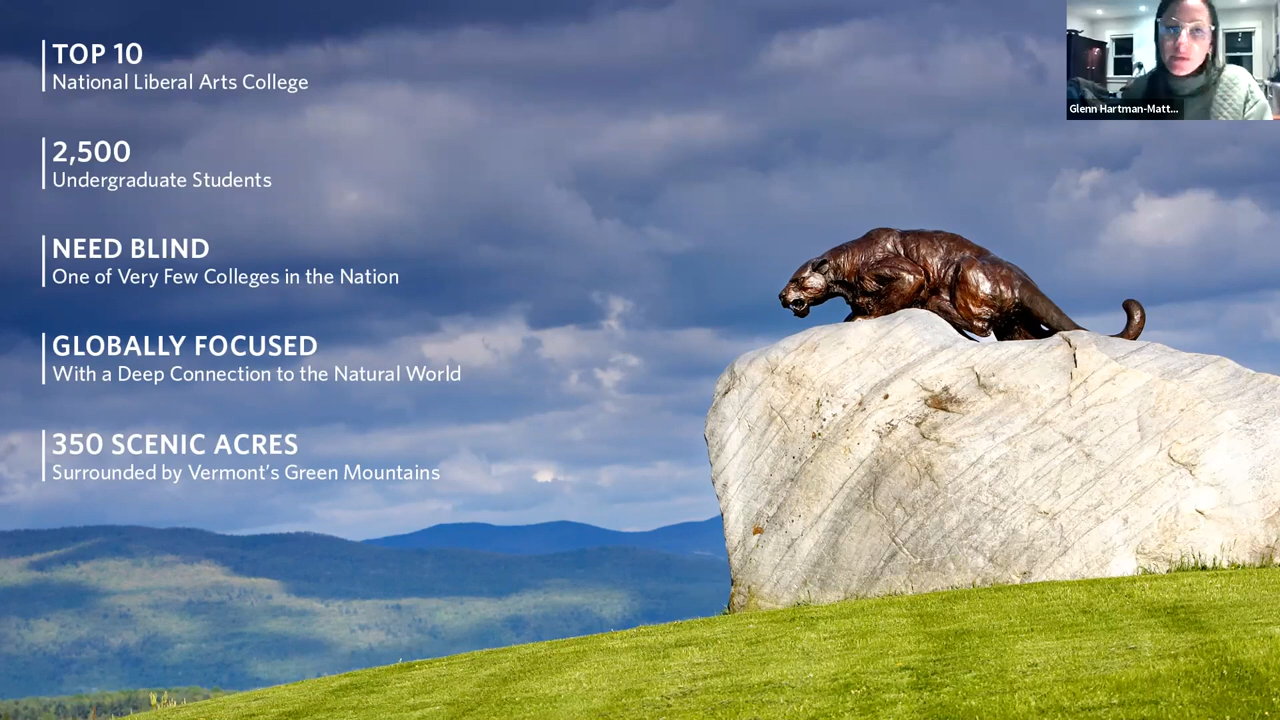 TOP 10
National Liberal Arts College
2,500
Undergraduate Students
NEED BLIND
One of Very Few Colleges in the Nation
GLOBALLY FOCUSED
With a Deep Connection to the Natural World
350 SCENIC ACRES
Surrounded by Vermont's Green Mountains
Glenn Hartman-Matt...